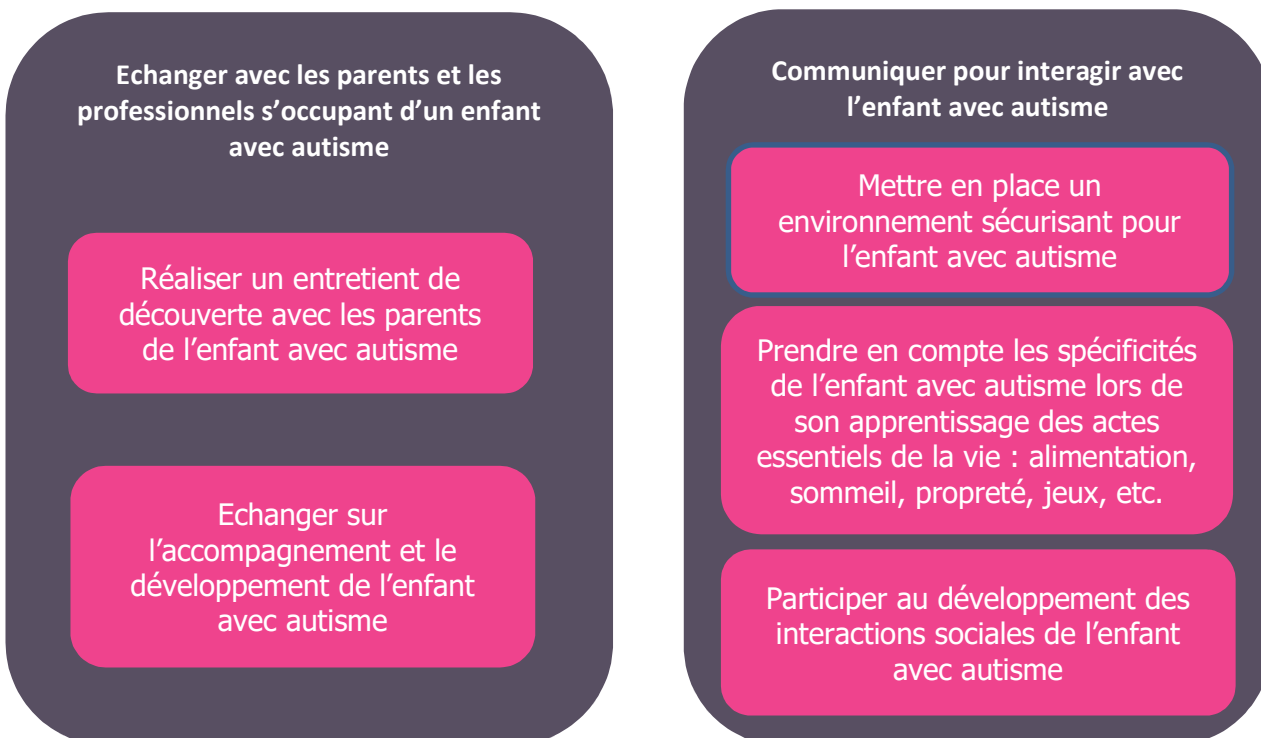 Echanger avec les parents et les
professionnels s’occupant d’un enfant
avec autisme
Réaliser un entretient de
découverte avec les parents
de l’enfant avec autisme
Echanger sur
l’accompagnement et le
développement de l’enfant
avec autisme
Communiquer pour interagir avec
l’enfant avec autisme
Mettre en place un
environnement sécurisant pour
l’enfant avec autisme
Prendre en compte les spécificités
de l’enfant avec autisme lors de
son apprentissage des actes
essentiels de la vie : alimentation,
sommeil, propreté, jeux, etc.
Participer au développement des
interactions sociales de l’enfant
avec autisme